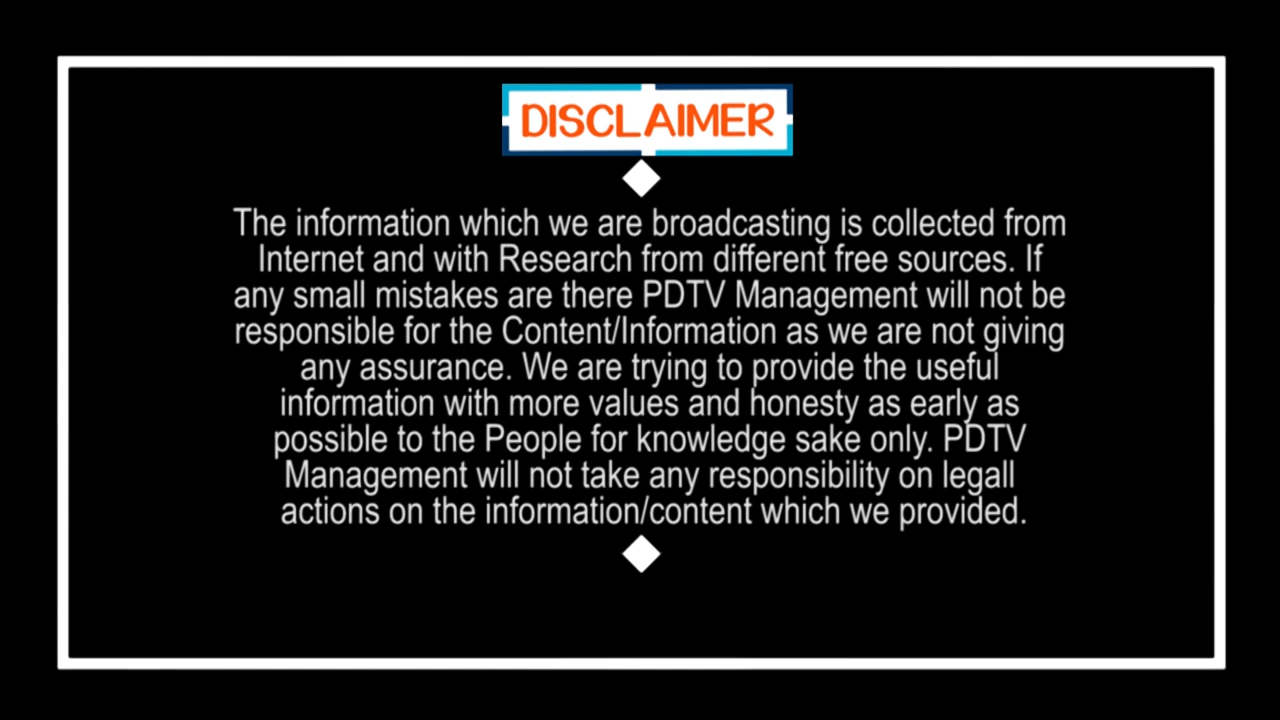 DISCLAIMER
The information which we are broadcasting is collected from
Internet and with Research from different free sources. If
any small mistakes are there PDTV Management will not be
responsible for the Content/Information as we are not giving
any assurance. We are trying to provide the useful
information with more values and honesty as early as
possible to the People for knowledge sake only. PDTV
Management will not take any responsibility on legall
actions on the information/content which we provided.